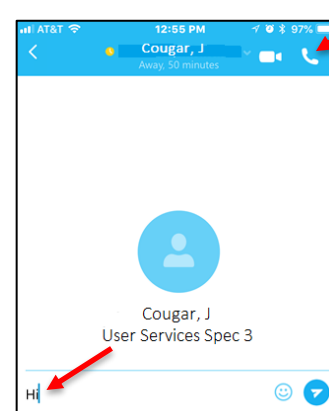 AT&T 12:55 PM 97%
Cougar, J
Away, 50 minutes
Cougar, J
User Services Spec 3
Hi